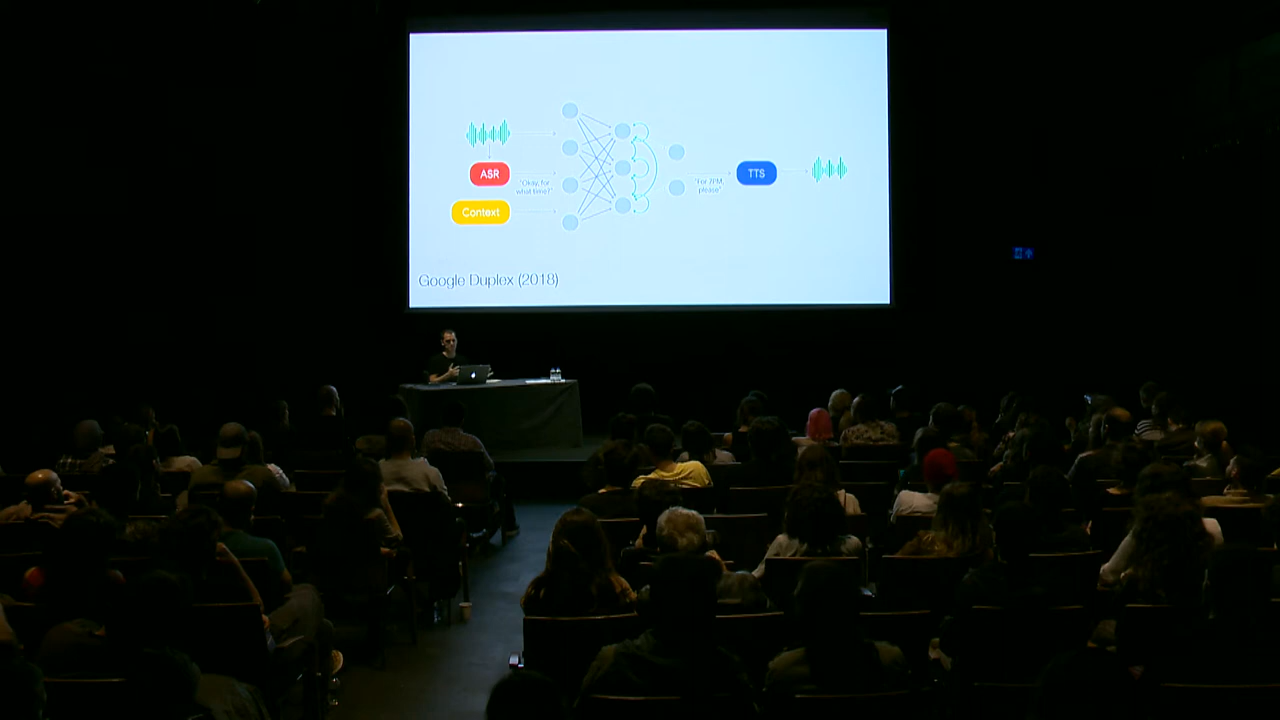 ASR
"Okay, for
what time?"
Context
"For 7PM,
please"
TTS
Google Duplex (2018)